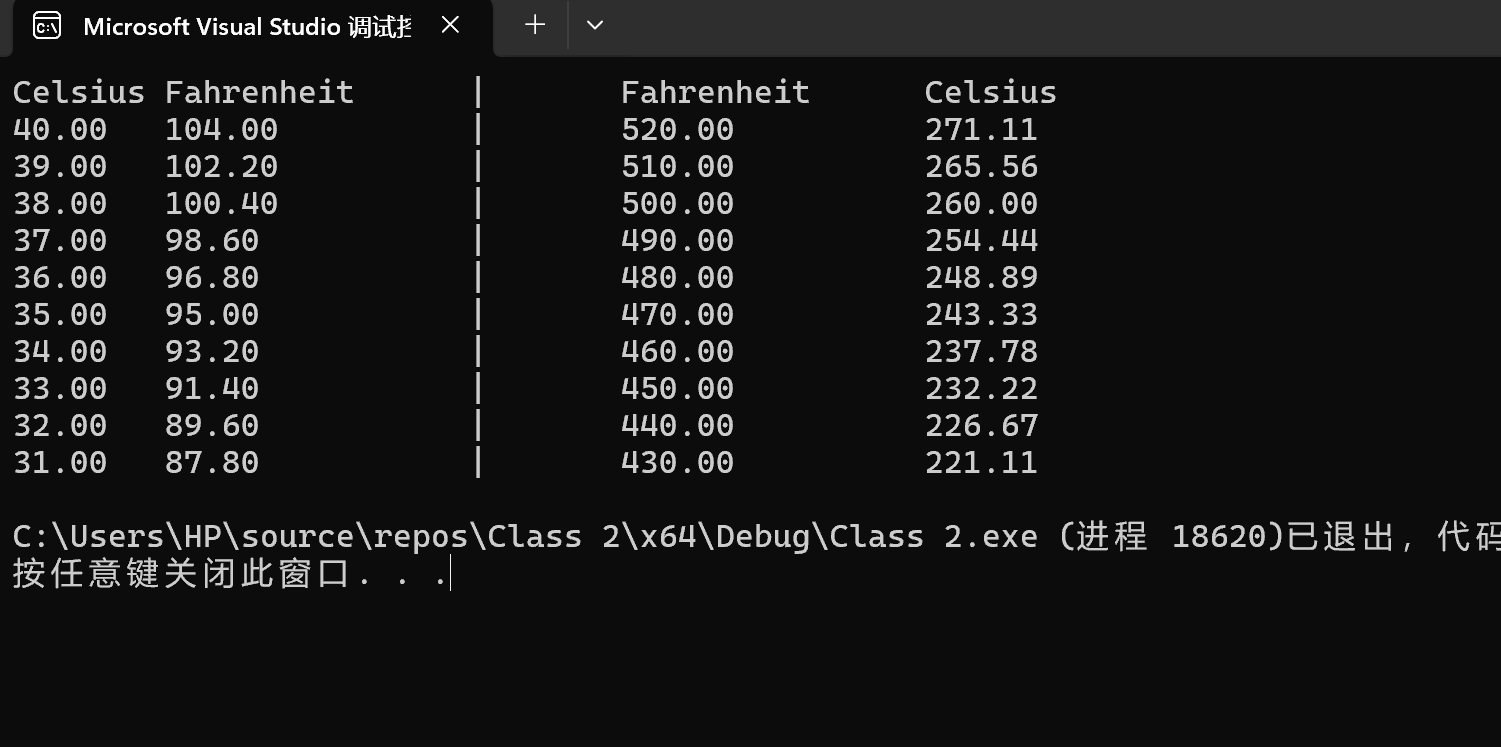 Microsoft Visual Studio 调试
Celsius Fahrenheit | Fahrenheit Celsius
40.00 104.00 | 520.00 271.11
39.00 102.20 | 510.00 265.56
38.00 100.40 | 500.00 260.00
37.00 98.60 | 490.00 254.44
36.00 96.80 | 480.00 248.89
35.00 95.00 | 470.00 243.33
34.00 93.20 | 460.00 237.78
33.00 91.40 | 450.00 232.22
32.00 89.60 | 440.00 226.67
31.00 87.80 | 430.00 221.11
C:\Users\HP\source\repos\Class 2\x64\Debug\Class 2.exe (进程 18620)已退出，代码
按任意键关闭此窗口. . .